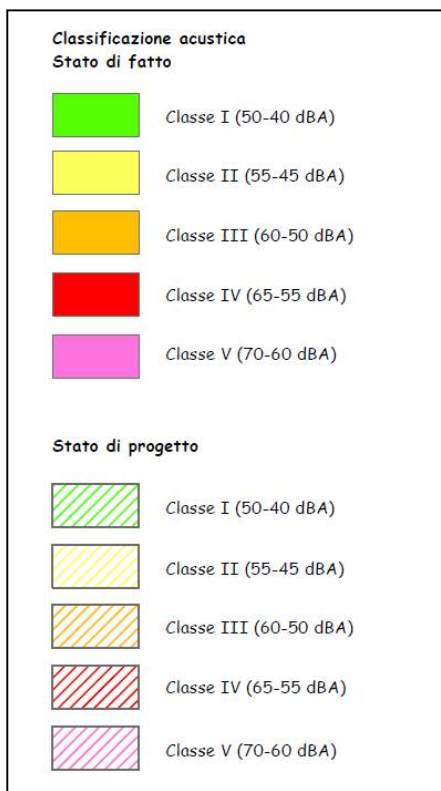 Classificazione acustica
Stato di fatto
Classe I (50-40 dBA)
Classe II (55-45 dBA)
Classe III (60-50 dBA)
Classe IV (65-55 dBA)
Classe V (70-60 dBA)
Stato di progetto
Classe I (50-40 dBA)
Classe II (55-45 dBA)
Classe III (60-50 dBA)
Classe IV (65-55 dBA)
Classe V (70-60 dBA)